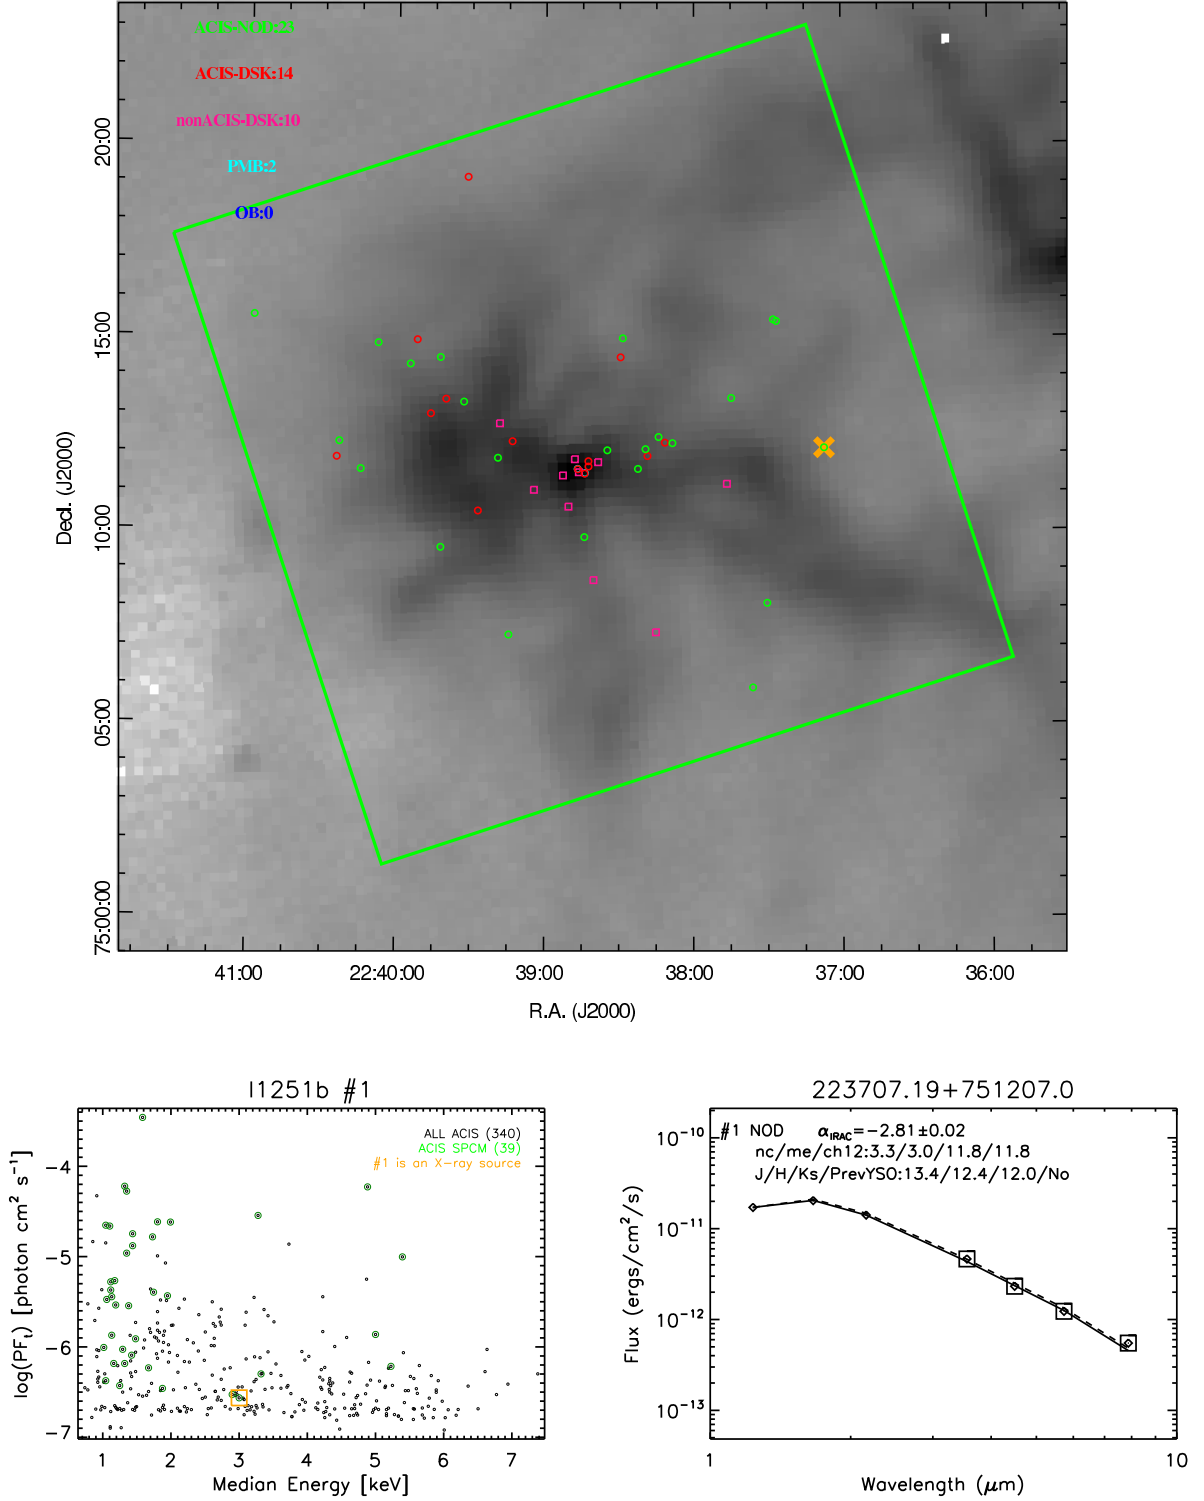 ACIS-NOD:23
ACIS-DSK:14
nonACIS-DSK:10
PMB:2
OB:0
Decl. (J2000)
20:00
15:00
10:00
05:00
75:00:00
41:00
22:40:00
39:00
38:00
37:00
36:00
R.A. (J2000)
l1251b #1
ALL ACIS (340)
ACIS SPCM (39)
#1 is an X-ray source
log(PFₜ) [photon cm² s⁻¹]
−4
−5
−6
−7
1 2 3 4 5 6 7
Median Energy [keV]
223707.19+751207.0
#1 NOD α_IRAC=−2.81±0.02
nc/me/ch12:3.3/3.0/11.8/11.8
J/H/Ks/PrevYSO:13.4/12.4/12.0/No
Flux (ergs/cm²/s)
10⁻¹⁰
10⁻¹¹
10⁻¹²
10⁻¹³
1 10
Wavelength (μm)